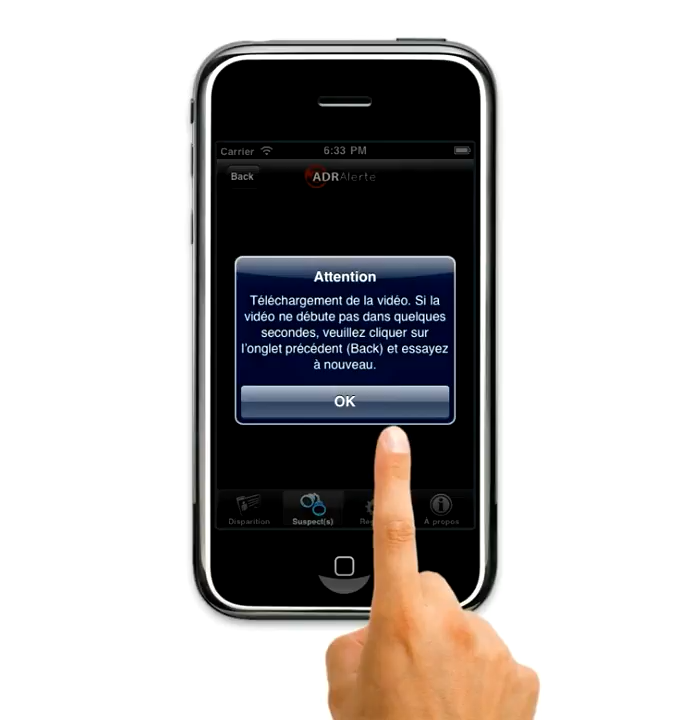 Carrier 6:33 PM
Back ADRAlerte
Attention
Téléchargement de la vidéo. Si la
vidéo ne débute pas dans quelques
secondes, veuillez cliquer sur
l'onglet précédent (Back) et essayez
à nouveau.
OK
Disparition Suspect(s) À propos